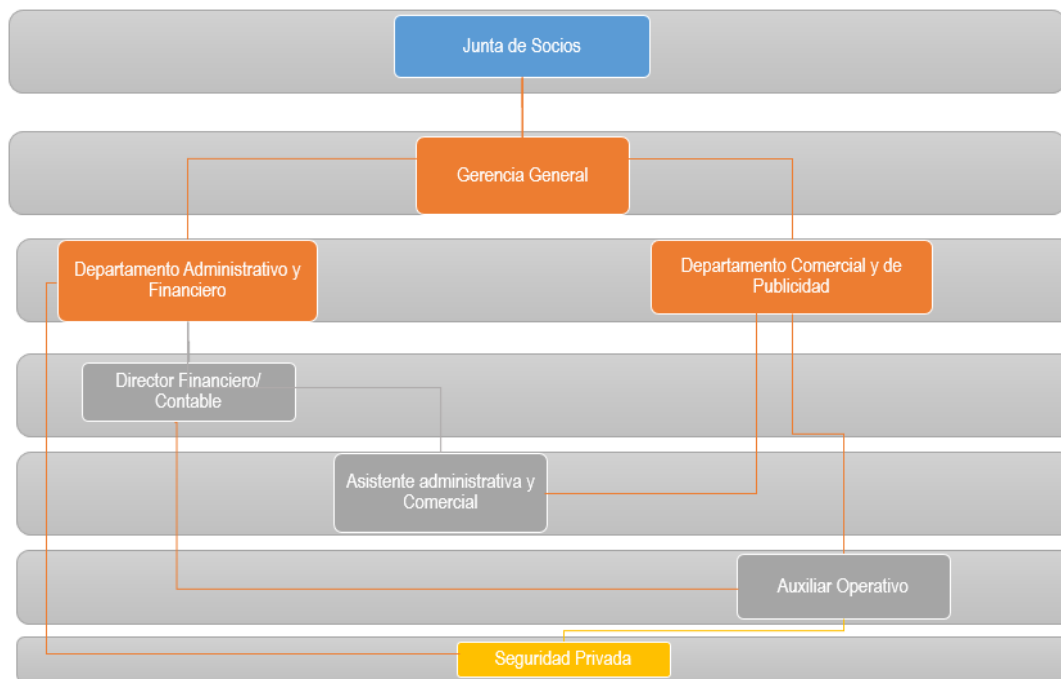 Junta de Socios
Gerencia General
Departamento Administrativo y
Financiero
Departamento Comercial y de
Publicidad
Director Financiero/
Contable
Asistente administrativa y
Comercial
Auxiliar Operativo
Seguridad Privada